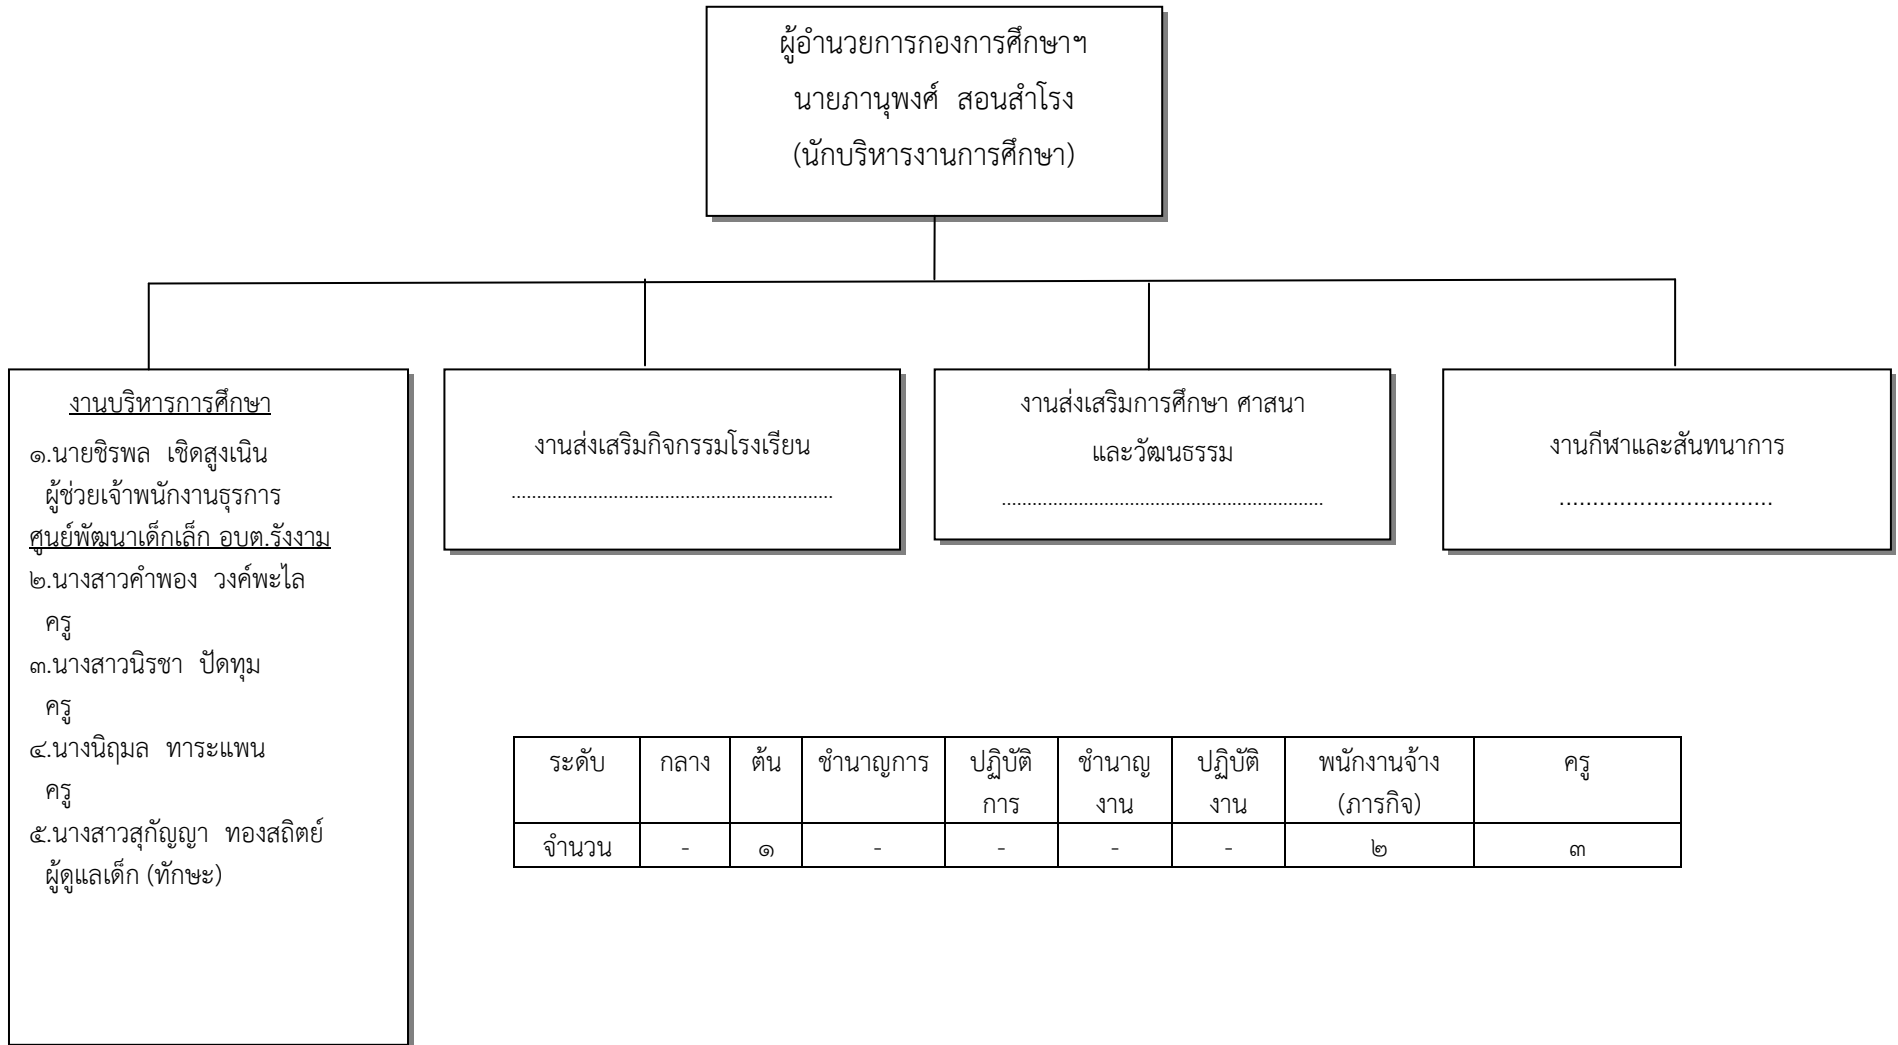 ผู้อำนวยการกองการศึกษาฯ
นายภานุพงศ์ สอนสำโรง
(นักบริหารงานการศึกษา)
งานบริหารการศึกษา
๑.นายชิรพล เชิดสูงเนิน
ผู้ช่วยเจ้าพนักงานธุรการ
ศูนย์พัฒนาเด็กเล็ก อบต.รังงาม
๒.นางสาวคำพอง วงค์พะไล
ครู
๓.นางสาวนิรชา ปัดทุม
ครู
๔.นางนิฤมล ทาระแพน
ครู
๕.นางสาวสุกัญญา ทองสถิตย์
ผู้ดูแลเด็ก (ทักษะ)
งานส่งเสริมกิจกรรมโรงเรียน
................................................................
งานส่งเสริมการศึกษา ศาสนา
และวัฒนธรรม
................................................................
งานกีฬาและสันทนาการ
................................
ระดับ กลาง ต้น ชำนาญการ ปฏิบัติ ชำนาญ ปฏิบัติ พนักงานจ้าง ครู
การ งาน งาน (ภารกิจ)
จำนวน - ๑ - - - - ๒ ๓